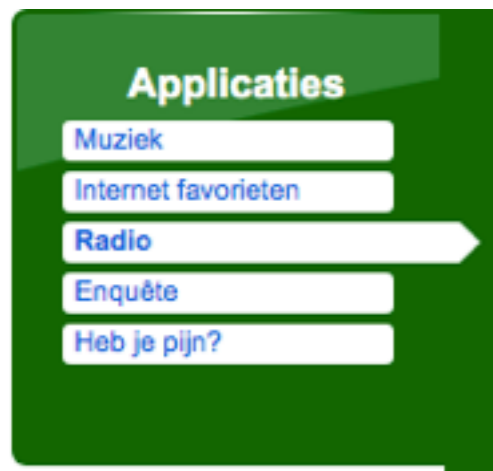 Applicaties
Muziek
Internet favorieten
Radio
Enquête
Heb je pijn?